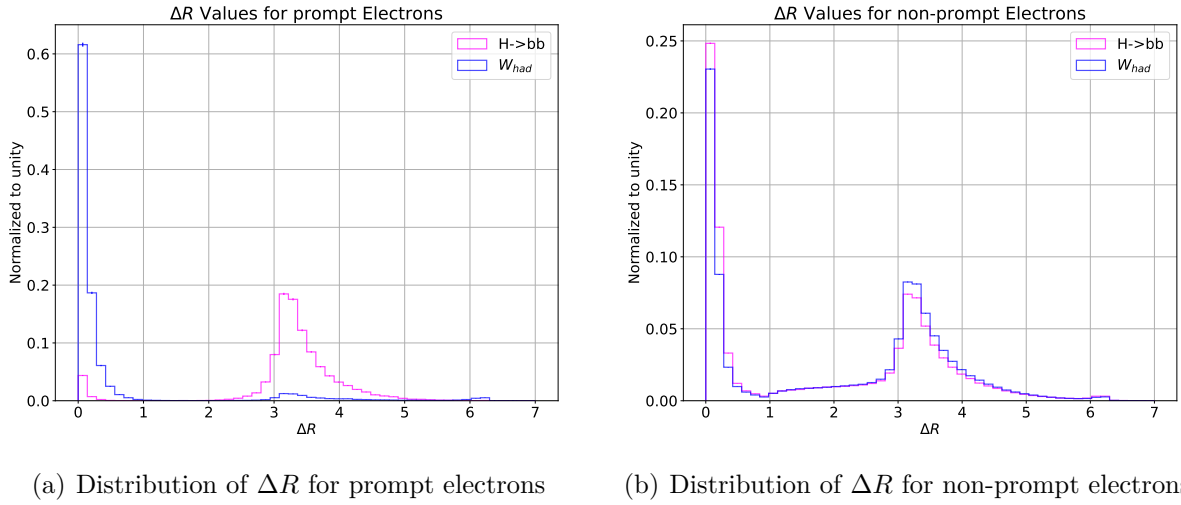 ΔR Values for prompt Electrons
Normalized to unity
0.6
0.5
0.4
0.3
0.2
0.1
0.0
0 1 2 3 4 5 6 7
ΔR
H->bb
W_had
(a) Distribution of ΔR for prompt electrons
ΔR Values for non-prompt Electrons
Normalized to unity
0.25
0.20
0.15
0.10
0.05
0.00
0 1 2 3 4 5 6 7
ΔR
H->bb
W_had
(b) Distribution of ΔR for non-prompt electron